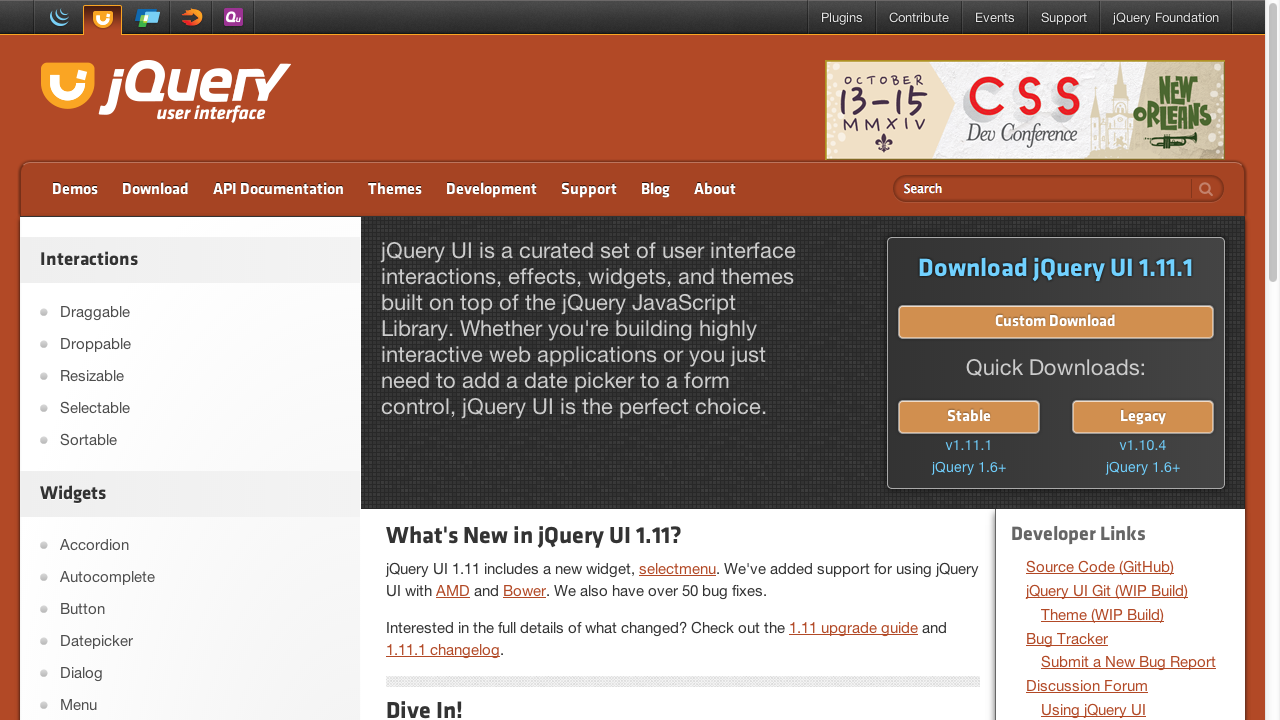 Plugins
Contribute
Events
Support
jQuery Foundation
jQuery
user interface
OCTOBER
13-15
MMXIV
CSS
Dev Conference
NEW
ORLEANS
Demos
Download
API Documentation
Themes
Development
Support
Blog
About
Search
Interactions
Draggable
Droppable
Resizable
Selectable
Sortable
Widgets
Accordion
Autocomplete
Button
Datepicker
Dialog
Menu
jQuery UI is a curated set of user interface
interactions, effects, widgets, and themes
built on top of the jQuery JavaScript
Library. Whether you're building highly
interactive web applications or you just
need to add a date picker to a form
control, jQuery UI is the perfect choice.
Download jQuery UI 1.11.1
Custom Download
Quick Downloads:
Stable
v1.11.1
jQuery 1.6+
Legacy
v1.10.4
jQuery 1.6+
What's New in jQuery UI 1.11?
jQuery UI 1.11 includes a new widget, selectmenu. We've added support for using jQuery
UI with AMD and Bower. We also have over 50 bug fixes.
Interested in the full details of what changed? Check out the 1.11 upgrade guide and
1.11.1 changelog.
Dive In!
Developer Links
Source Code (GitHub)
jQuery UI Git (WIP Build)
Theme (WIP Build)
Bug Tracker
Submit a New Bug Report
Discussion Forum
Using jQuery UI